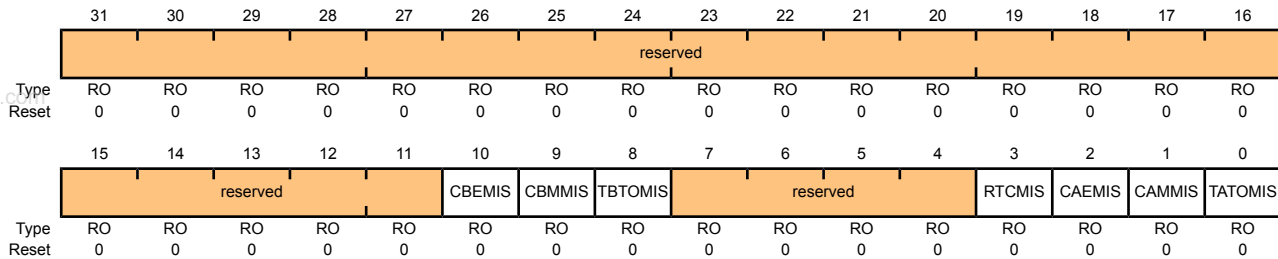 31 30 29 28 27 26 25 24 23 22 21 20 19 18 17 16
reserved
Type RO RO RO RO RO RO RO RO RO RO RO RO RO RO RO RO
.com
Reset 0 0 0 0 0 0 0 0 0 0 0 0 0 0 0 0
15 14 13 12 11 10 9 8 7 6 5 4 3 2 1 0
reserved CBEMIS CBMMIS TBTOMIS reserved RTCMIS CAEMIS CAMMIS TATOMIS
Type RO RO RO RO RO RO RO RO RO RO RO RO RO RO RO RO
Reset 0 0 0 0 0 0 0 0 0 0 0 0 0 0 0 0